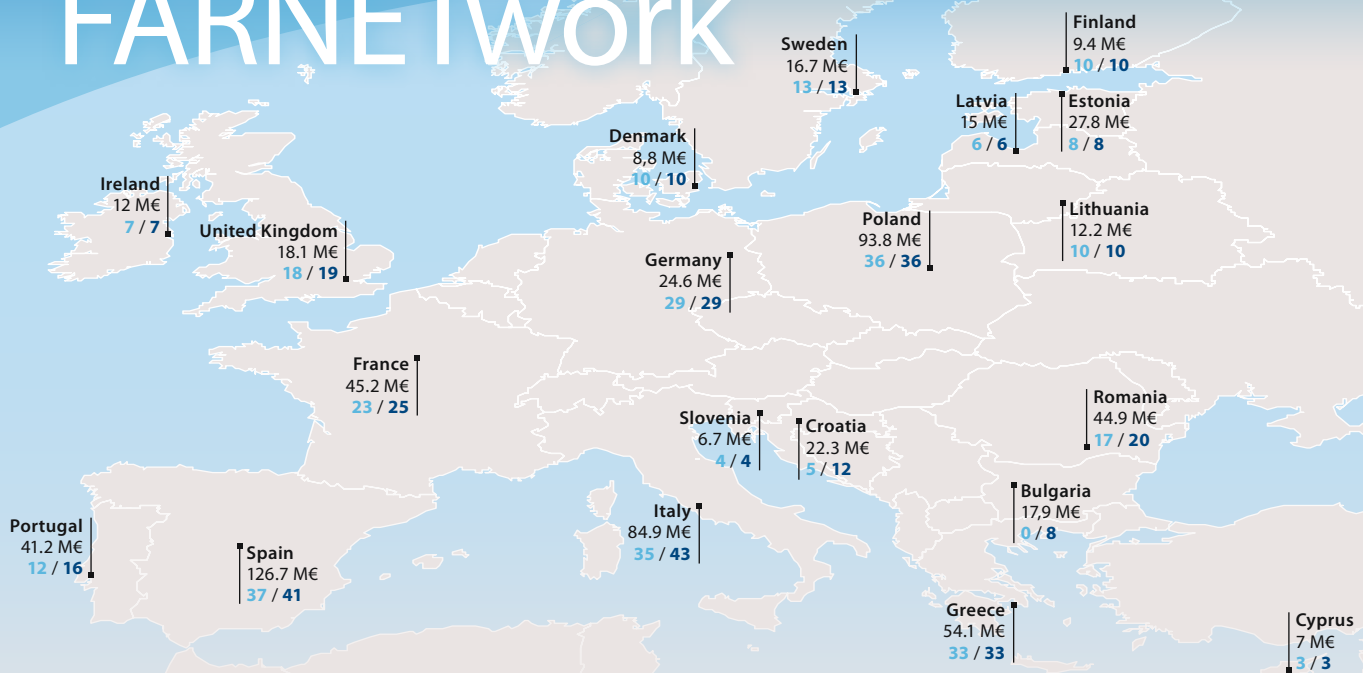 FARNETwork
Finland
9.4 M€
10 / 10
Sweden
16.7 M€
13 / 13
Latvia
15 M€
6 / 6
Estonia
27.8 M€
8 / 8
Denmark
8,8 M€
10 / 10
Ireland
12 M€
7 / 7
United Kingdom
18.1 M€
18 / 19
Lithuania
12.2 M€
10 / 10
Poland
93.8 M€
36 / 36
Germany
24.6 M€
29 / 29
France
45.2 M€
23 / 25
Romania
44.9 M€
17 / 20
Slovenia
6.7 M€
4 / 4
Croatia
22.3 M€
5 / 12
Bulgaria
17,9 M€
0 / 8
Italy
84.9 M€
35 / 43
Portugal
41.2 M€
12 / 16
Spain
126.7 M€
37 / 41
Greece
54.1 M€
33 / 33
Cyprus
7 M€
3 / 3